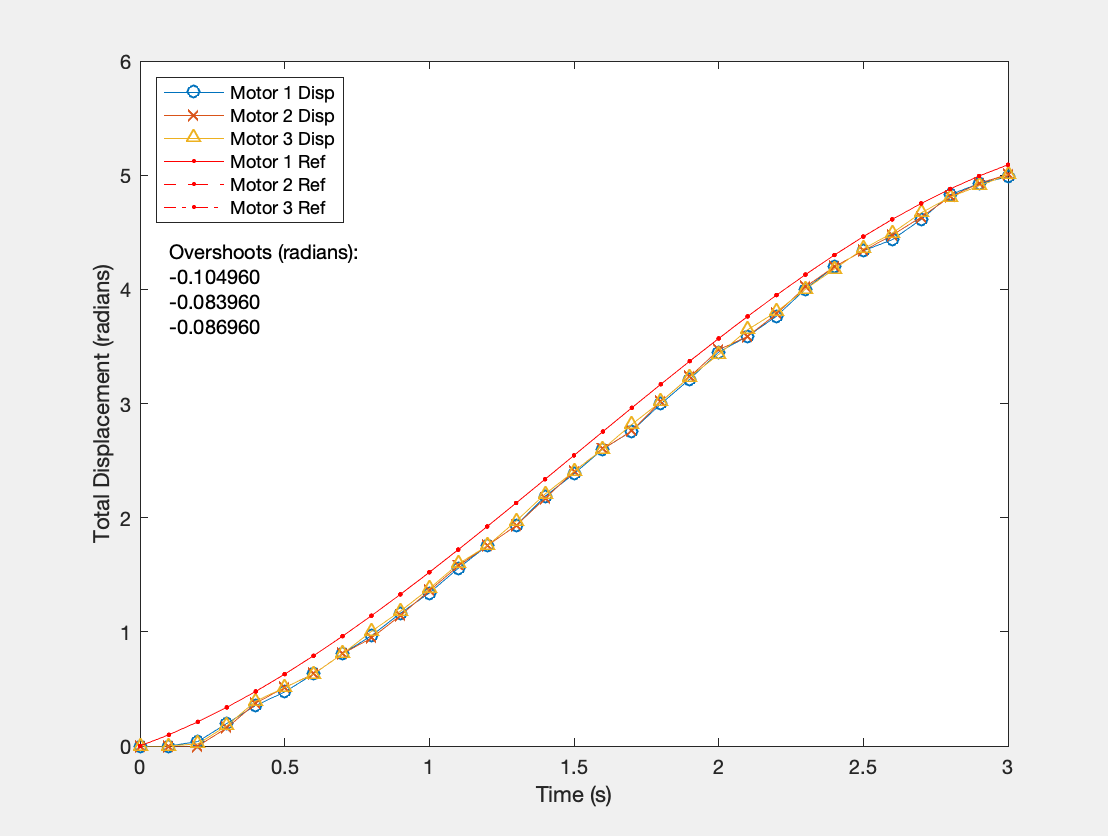 6
5
4
3
2
1
0
Total Displacement (radians)
Motor 1 Disp
Motor 2 Disp
Motor 3 Disp
Motor 1 Ref
Motor 2 Ref
Motor 3 Ref
Overshoots (radians):
-0.104960
-0.083960
-0.086960
0 0.5 1 1.5 2 2.5 3
Time (s)